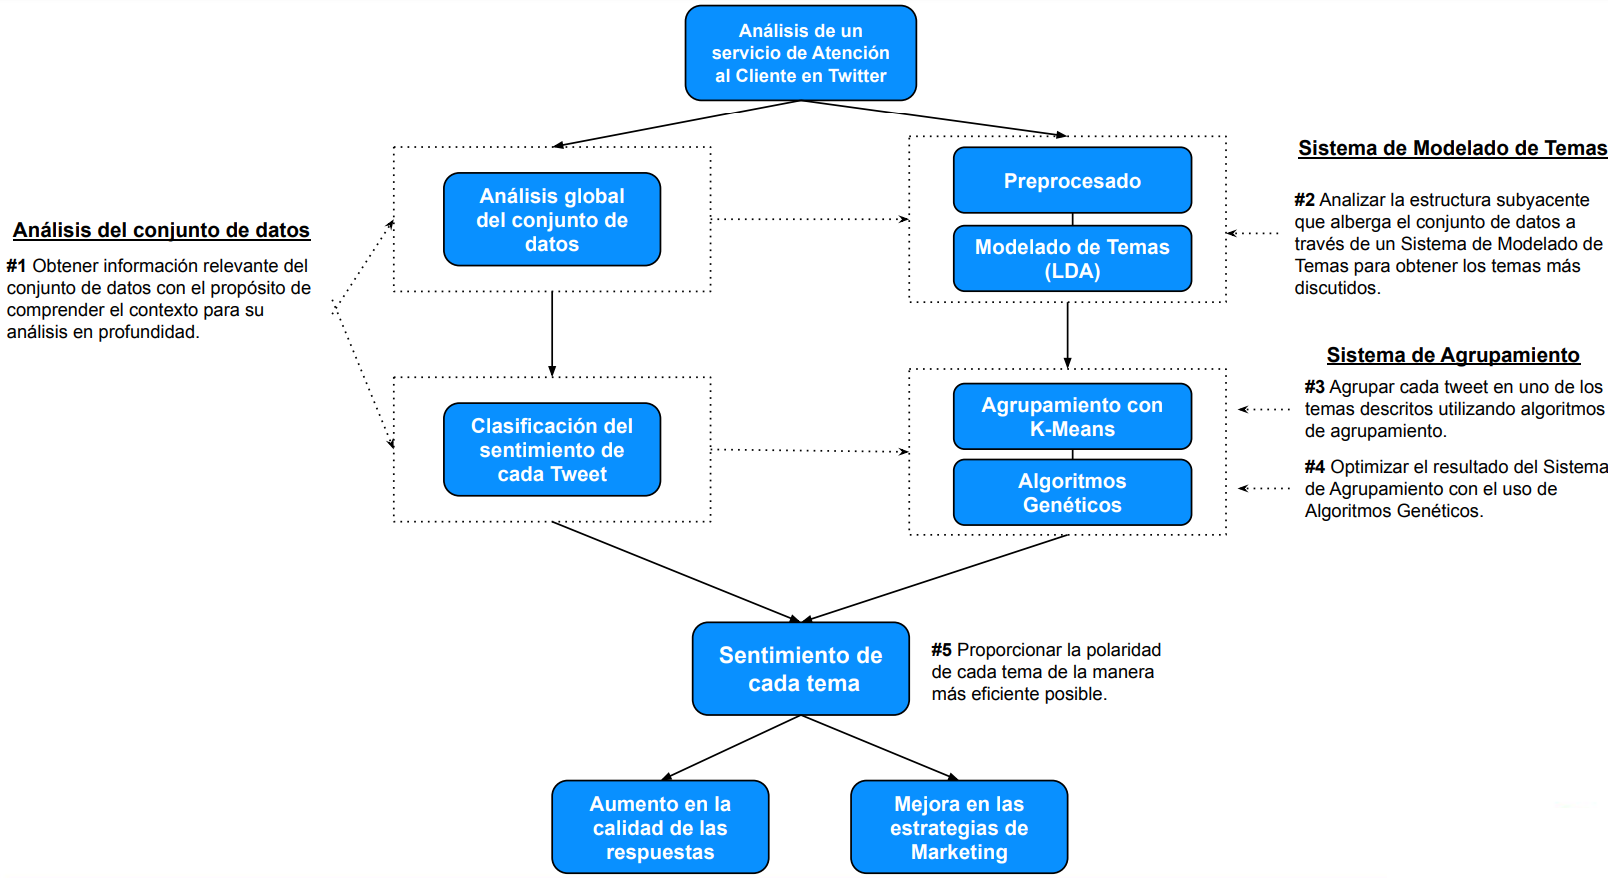 Análisis de un
servicio de Atención
al Cliente en Twitter
Análisis del conjunto de datos
#1 Obtener información relevante del
conjunto de datos con el propósito de
comprender el contexto para su
análisis en profundidad.
Análisis global
del conjunto de
datos
Preprocesado
Modelado de Temas
(LDA)
Sistema de Modelado de Temas
#2 Analizar la estructura subyacente
que alberga el conjunto de datos a
través de un Sistema de Modelado de
Temas para obtener los temas más
discutidos.
Clasificación del
sentimiento de
cada Tweet
Agrupamiento con
K-Means
Algoritmos
Genéticos
Sistema de Agrupamiento
#3 Agrupar cada tweet en uno de los
temas descritos utilizando algoritmos
de agrupamiento.
#4 Optimizar el resultado del Sistema
de Agrupamiento con el uso de
Algoritmos Genéticos.
Sentimiento de
cada tema
#5 Proporcionar la polaridad
de cada tema de la manera
más eficiente posible.
Aumento en la
calidad de las
respuestas
Mejora en las
estrategias de
Marketing